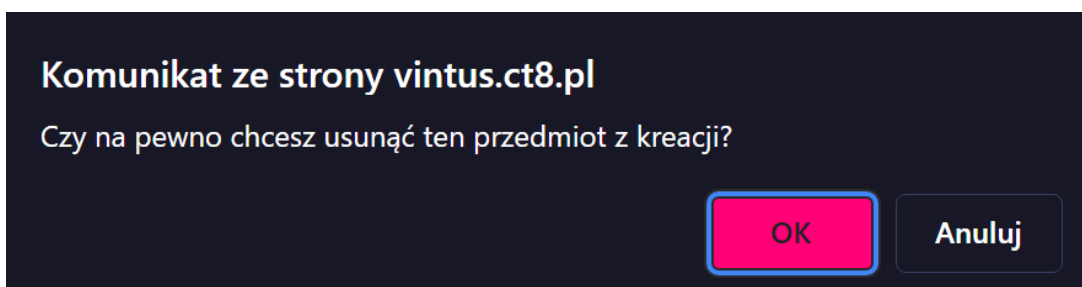 Komunikat ze strony vintus.ct8.pl
Czy na pewno chcesz usunąć ten przedmiot z kreacji?
OK
Anuluj